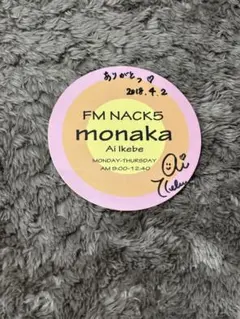 ありがとう♡
2018.4.2
FM NACK5
monaka
Ai Ikebe
MONDAY-THURSDAY
AM 9:00-12:40
Ai